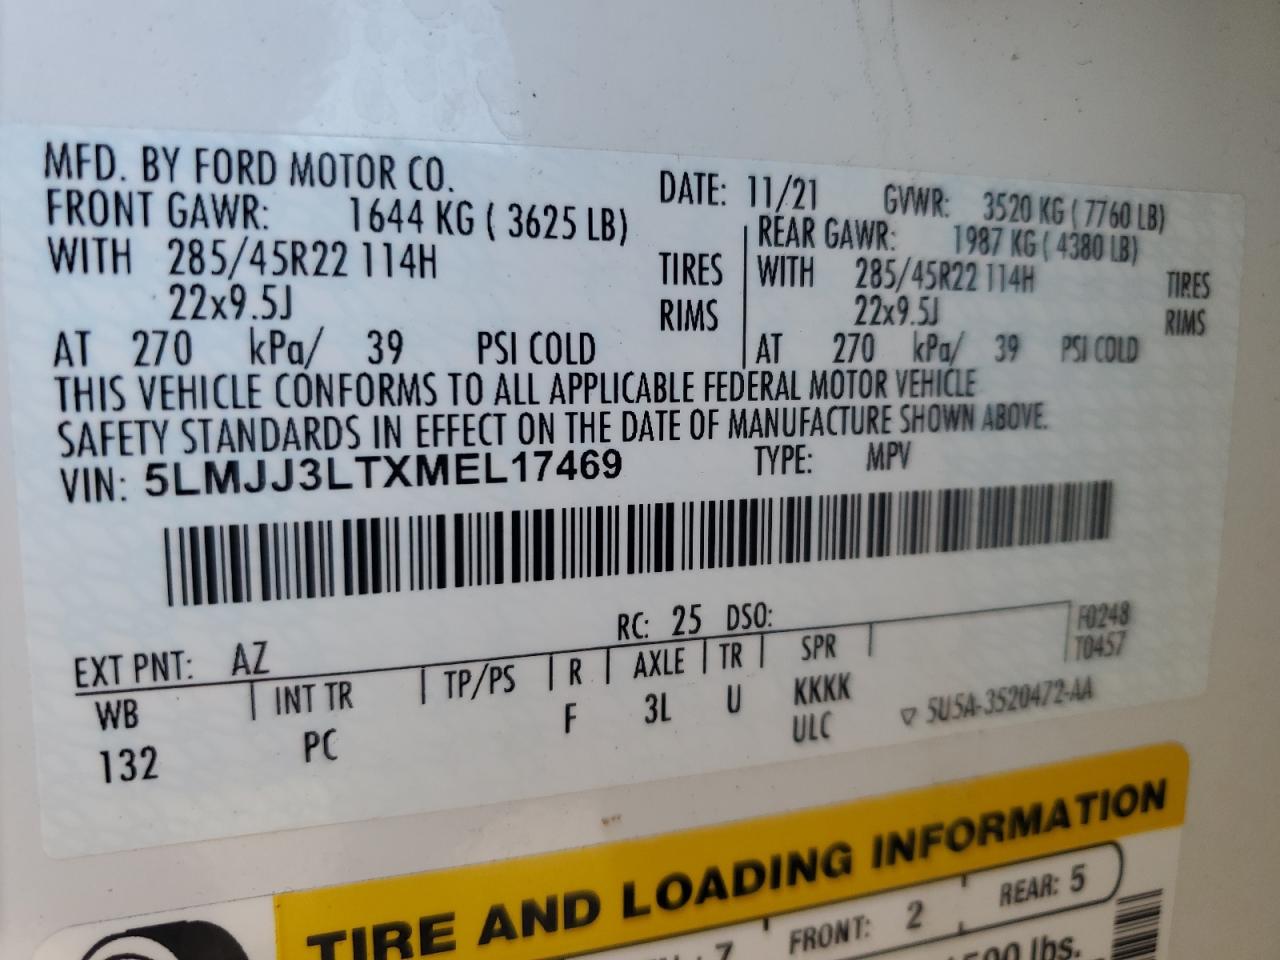 MFD. BY FORD MOTOR CO. DATE: 11/21 GVWR: 3520 KG ( 7760 LB)
FRONT GAWR: 1644 KG ( 3625 LB) REAR GAWR: 1987 KG ( 4380 LB)
WITH 285/45R22 114H TIRES WITH 285/45R22 114H TIRES
22x9.5J RIMS 22x9.5J RIMS
AT 270 kPa/ 39 PSI COLD AT 270 kPa/ 39 PSI COLD
THIS VEHICLE CONFORMS TO ALL APPLICABLE FEDERAL MOTOR VEHICLE
SAFETY STANDARDS IN EFFECT ON THE DATE OF MANUFACTURE SHOWN ABOVE.
VIN: 5LMJJ3LTXMEL17469 TYPE: MPV
RC: 25 DSO: F0248
EXT PNT: AZ T0457
WB INT TR TP/PS R AXLE TR SPR
132 PC F 3L U KKKK
ULC 5U5A-3520472-AA
TIRE AND LOADING INFORMATION
7 FRONT: 2 REAR: 5
lbs.